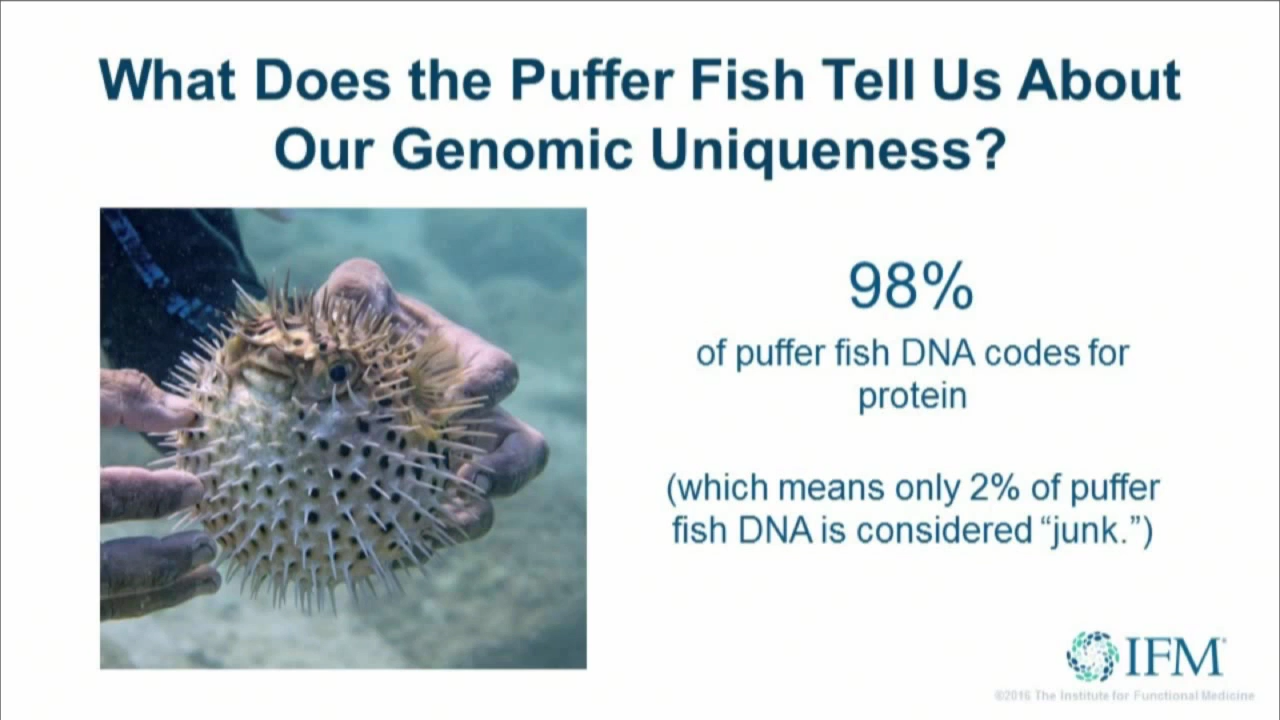 What Does the Puffer Fish Tell Us About
Our Genomic Uniqueness?
98%
of puffer fish DNA codes for
protein
(which means only 2% of puffer
fish DNA is considered “junk.”)
IFM
©2016 The Institute for Functional Medicine